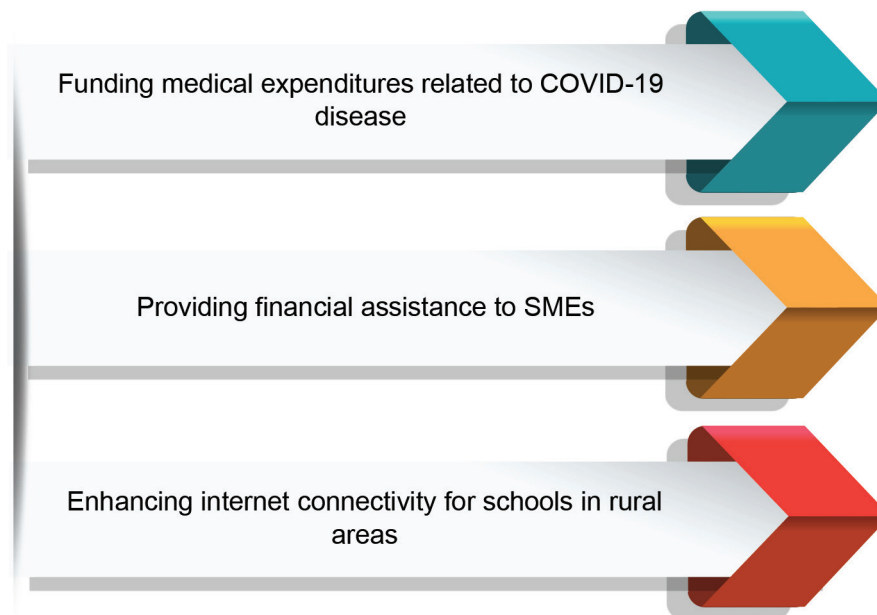 Funding medical expenditures related to COVID-19
disease
Providing financial assistance to SMEs
Enhancing internet connectivity for schools in rural
areas